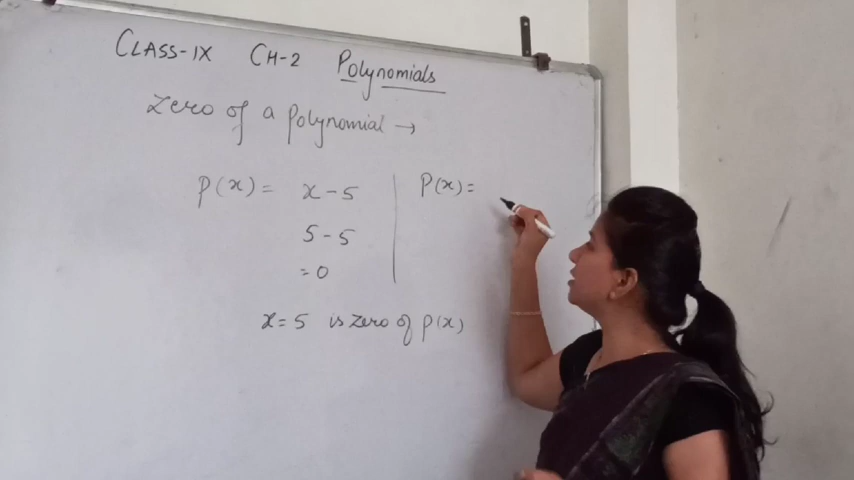 CLASS-IX CH-2 Polynomials
Zero of a polynomial →
P(x) = x - 5
5 - 5
= 0
P(x) =
x = 5 is zero of P(x)